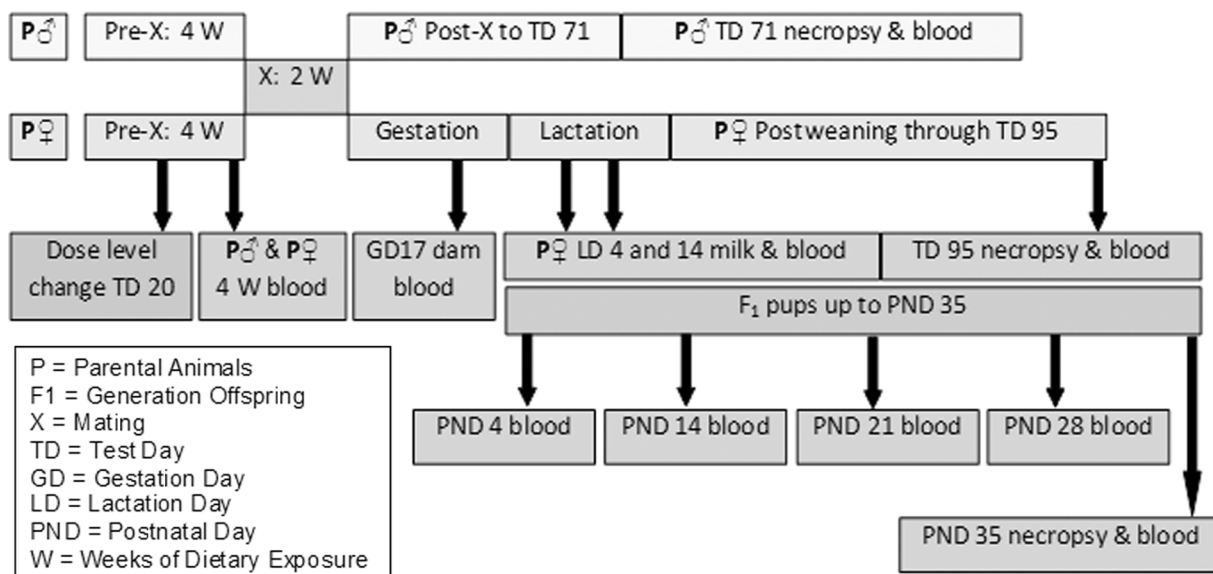 P♂ Pre-X: 4 W P♂ Post-X to TD 71 P♂ TD 71 necropsy & blood
X: 2 W
P♀ Pre-X: 4 W Gestation Lactation P♀ Postweaning through TD 95
Dose level
change TD 20
P♂ & P♀
4 W blood
GD17 dam
blood
P♀ LD 4 and 14 milk & blood
TD 95 necropsy & blood
F₁ pups up to PND 35
PND 4 blood PND 14 blood PND 21 blood PND 28 blood
PND 35 necropsy & blood
P = Parental Animals
F1 = Generation Offspring
X = Mating
TD = Test Day
GD = Gestation Day
LD = Lactation Day
PND = Postnatal Day
W = Weeks of Dietary Exposure